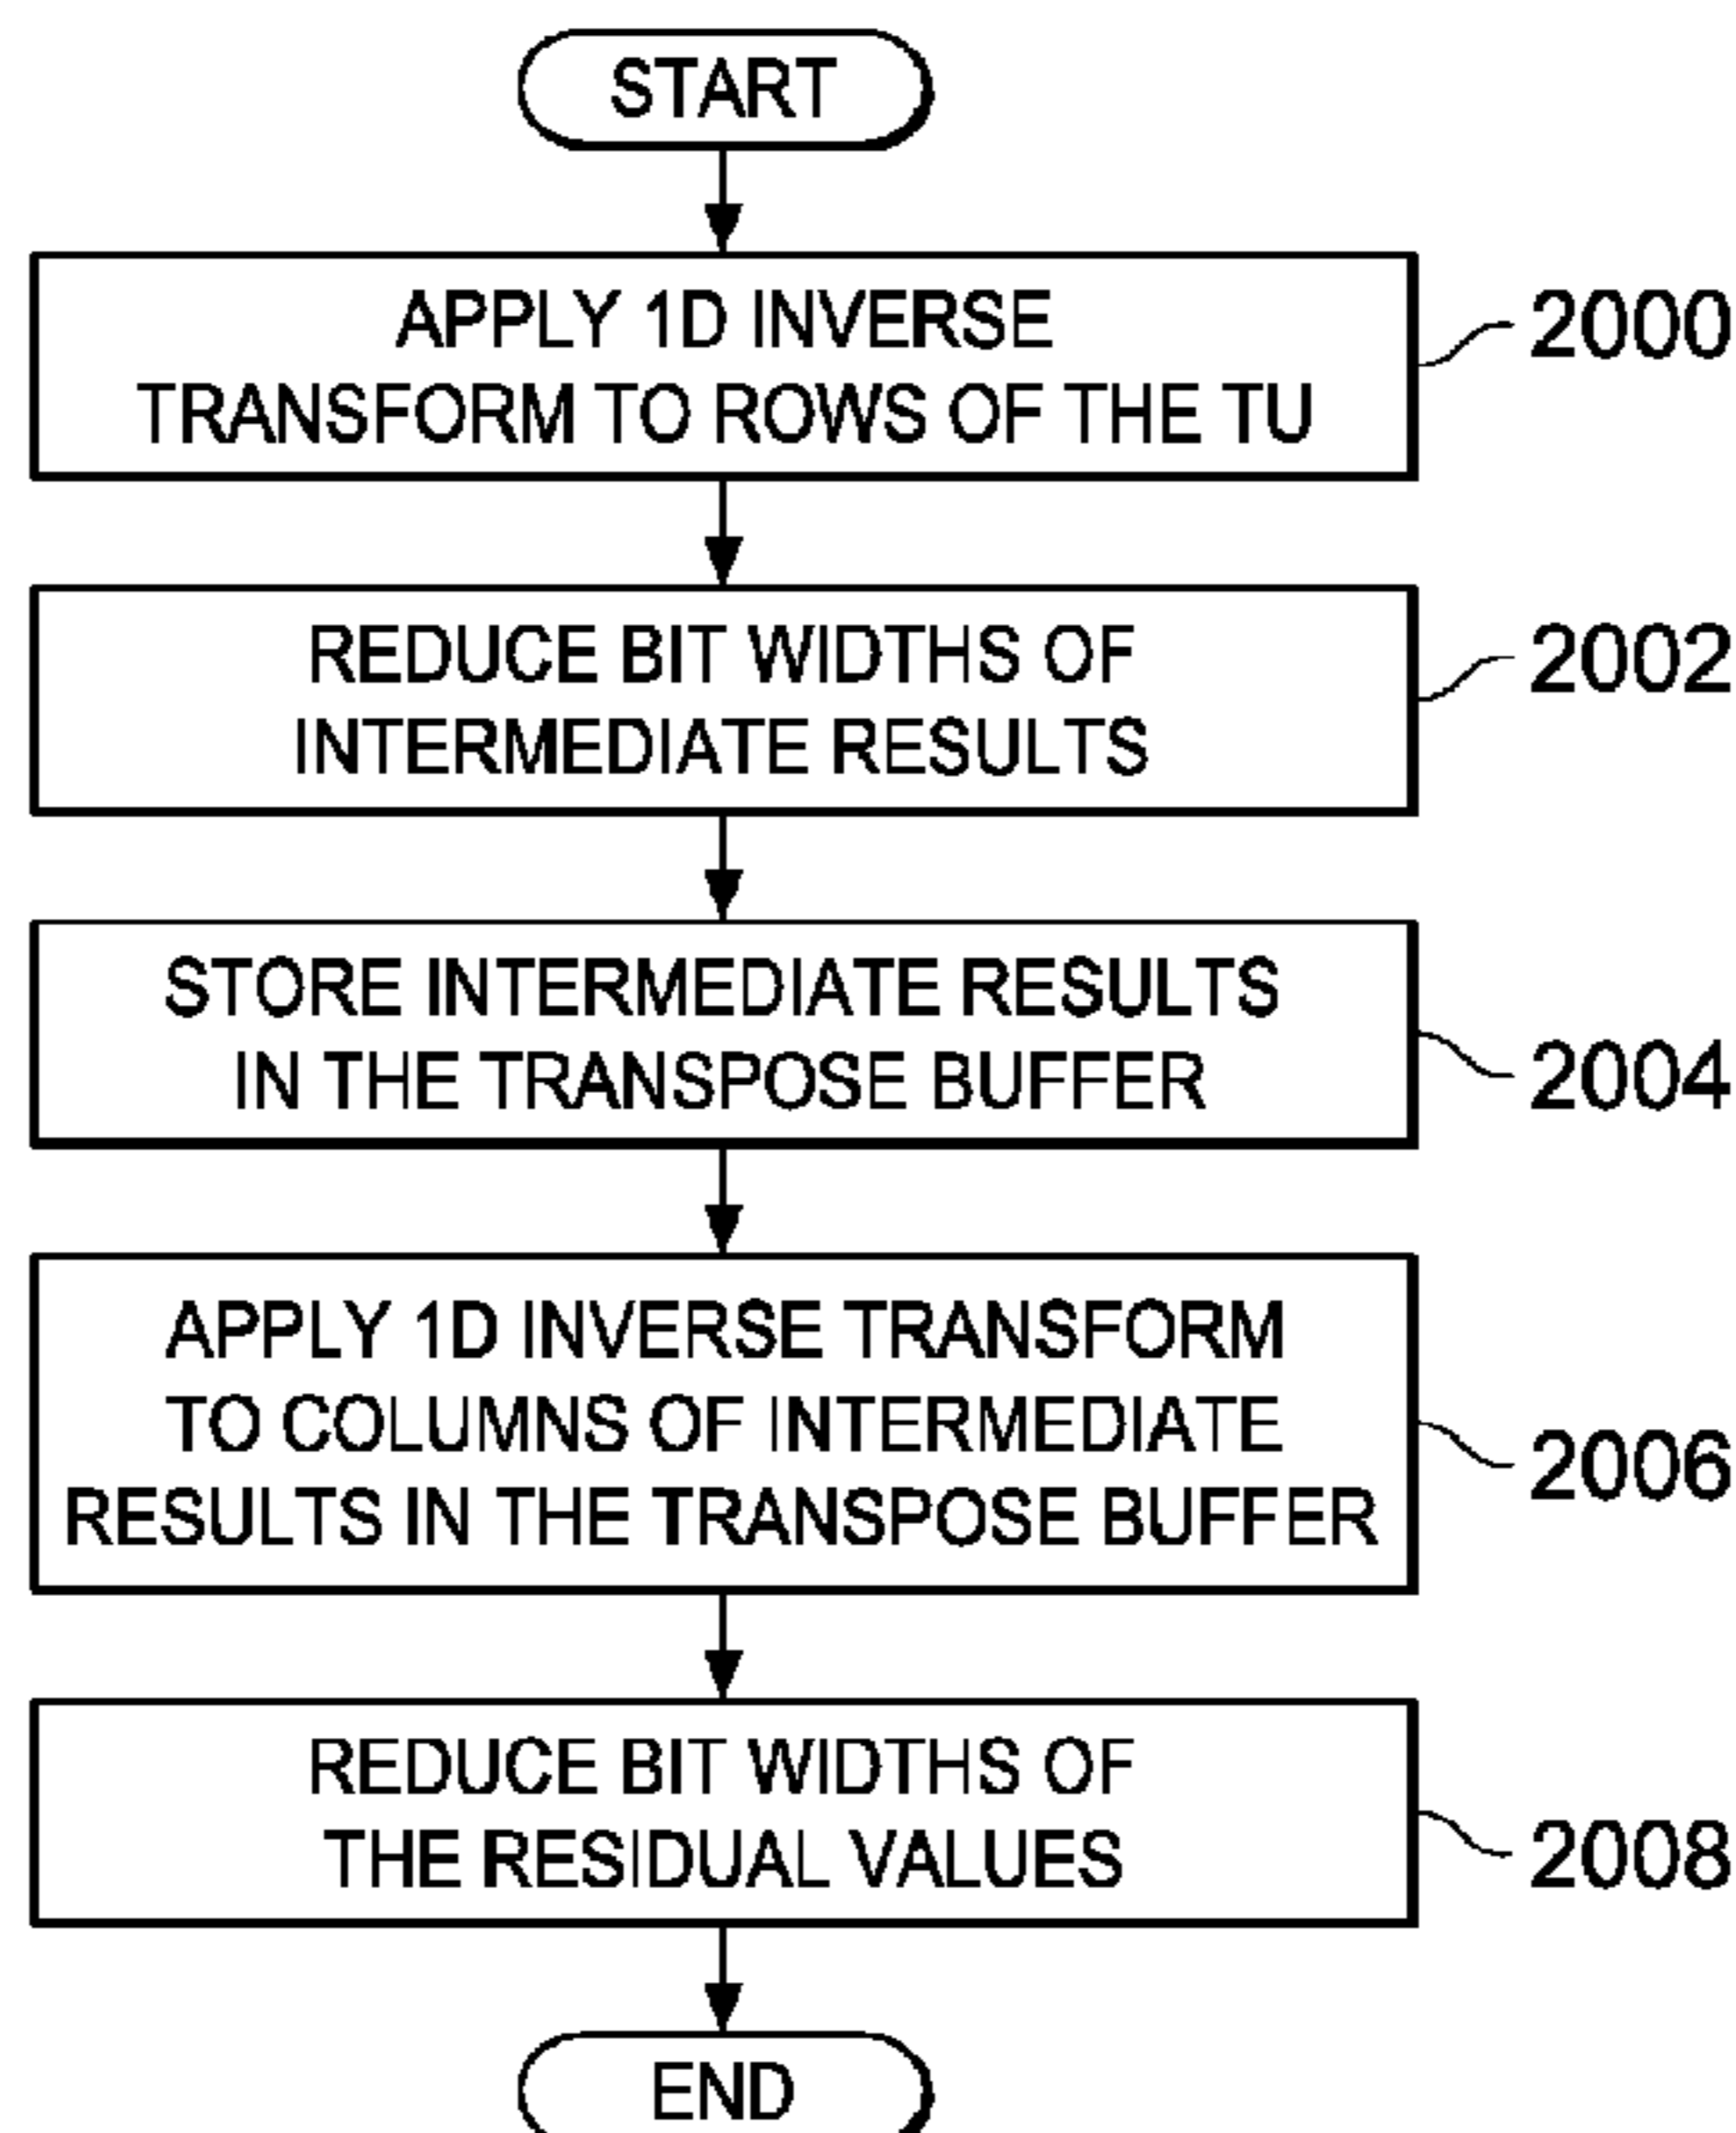 START
APPLY 1D INVERSE
TRANSFORM TO ROWS OF THE TU
2000
REDUCE BIT WIDTHS OF
INTERMEDIATE RESULTS
2002
STORE INTERMEDIATE RESULTS
IN THE TRANSPOSE BUFFER
2004
APPLY 1D INVERSE TRANSFORM
TO COLUMNS OF INTERMEDIATE
RESULTS IN THE TRANSPOSE BUFFER
2006
REDUCE BIT WIDTHS OF
THE RESIDUAL VALUES
2008
END